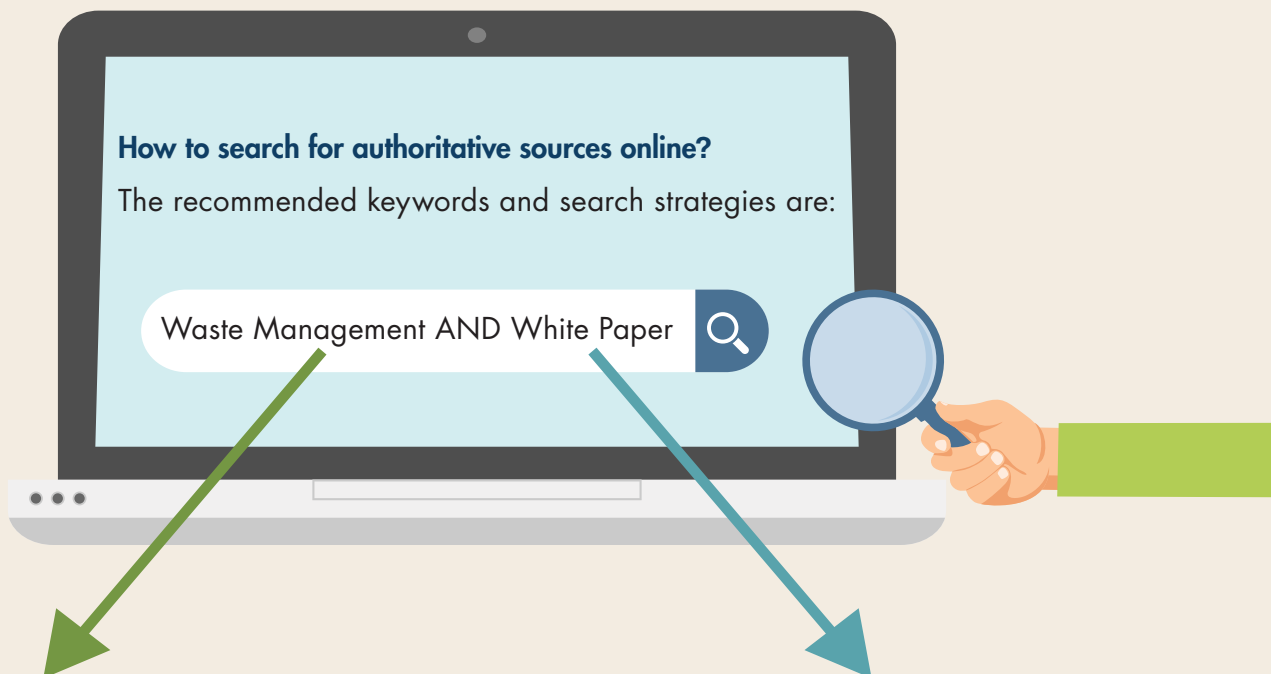 How to search for authoritative sources online?
The recommended keywords and search strategies are:
Waste Management AND White Paper